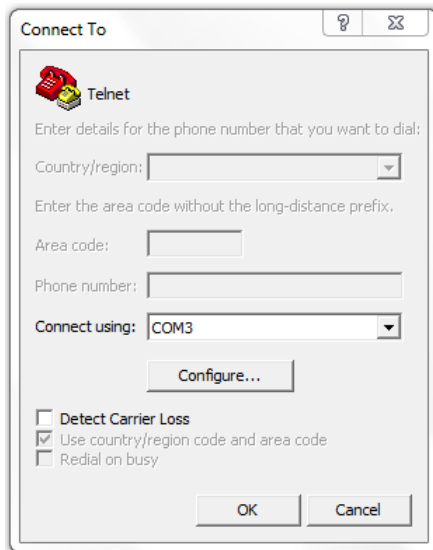 Connect To
Telnet
Enter details for the phone number that you want to dial:
Country/region:
Enter the area code without the long-distance prefix.
Area code:
Phone number:
Connect using: COM3
Configure...
Detect Carrier Loss
Use country/region code and area code
Redial on busy
OK Cancel